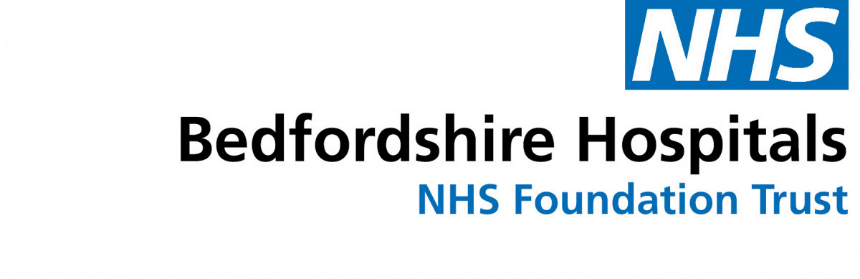 NHS
Bedfordshire Hospitals
NHS Foundation Trust